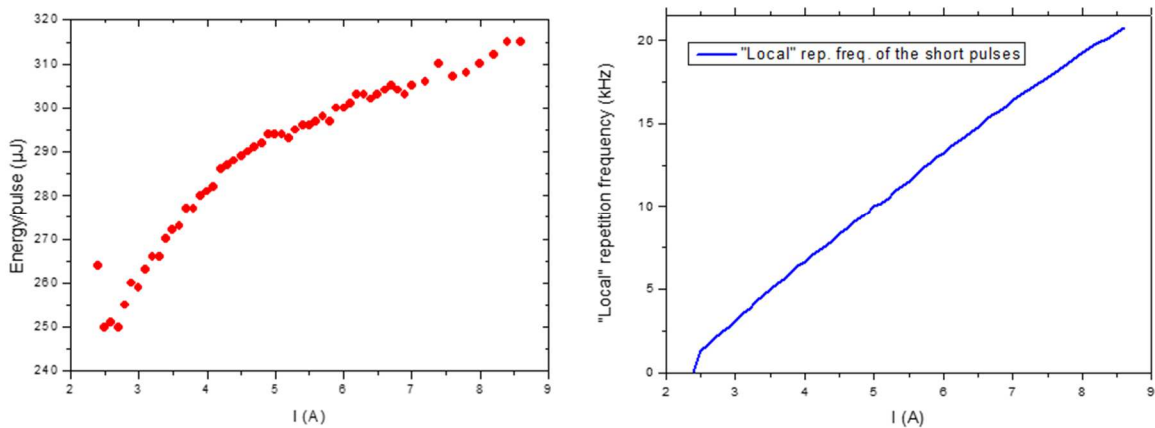 320
310
300
290
280
270
260
250
240
2 3 4 5 6 7 8 9
Energy/pulse (µJ)
I (A)
"Local" rep. freq. of the short pulses
20
15
10
5
0
2 3 4 5 6 7 8 9
"Local" repetition frequency (kHz)
I (A)